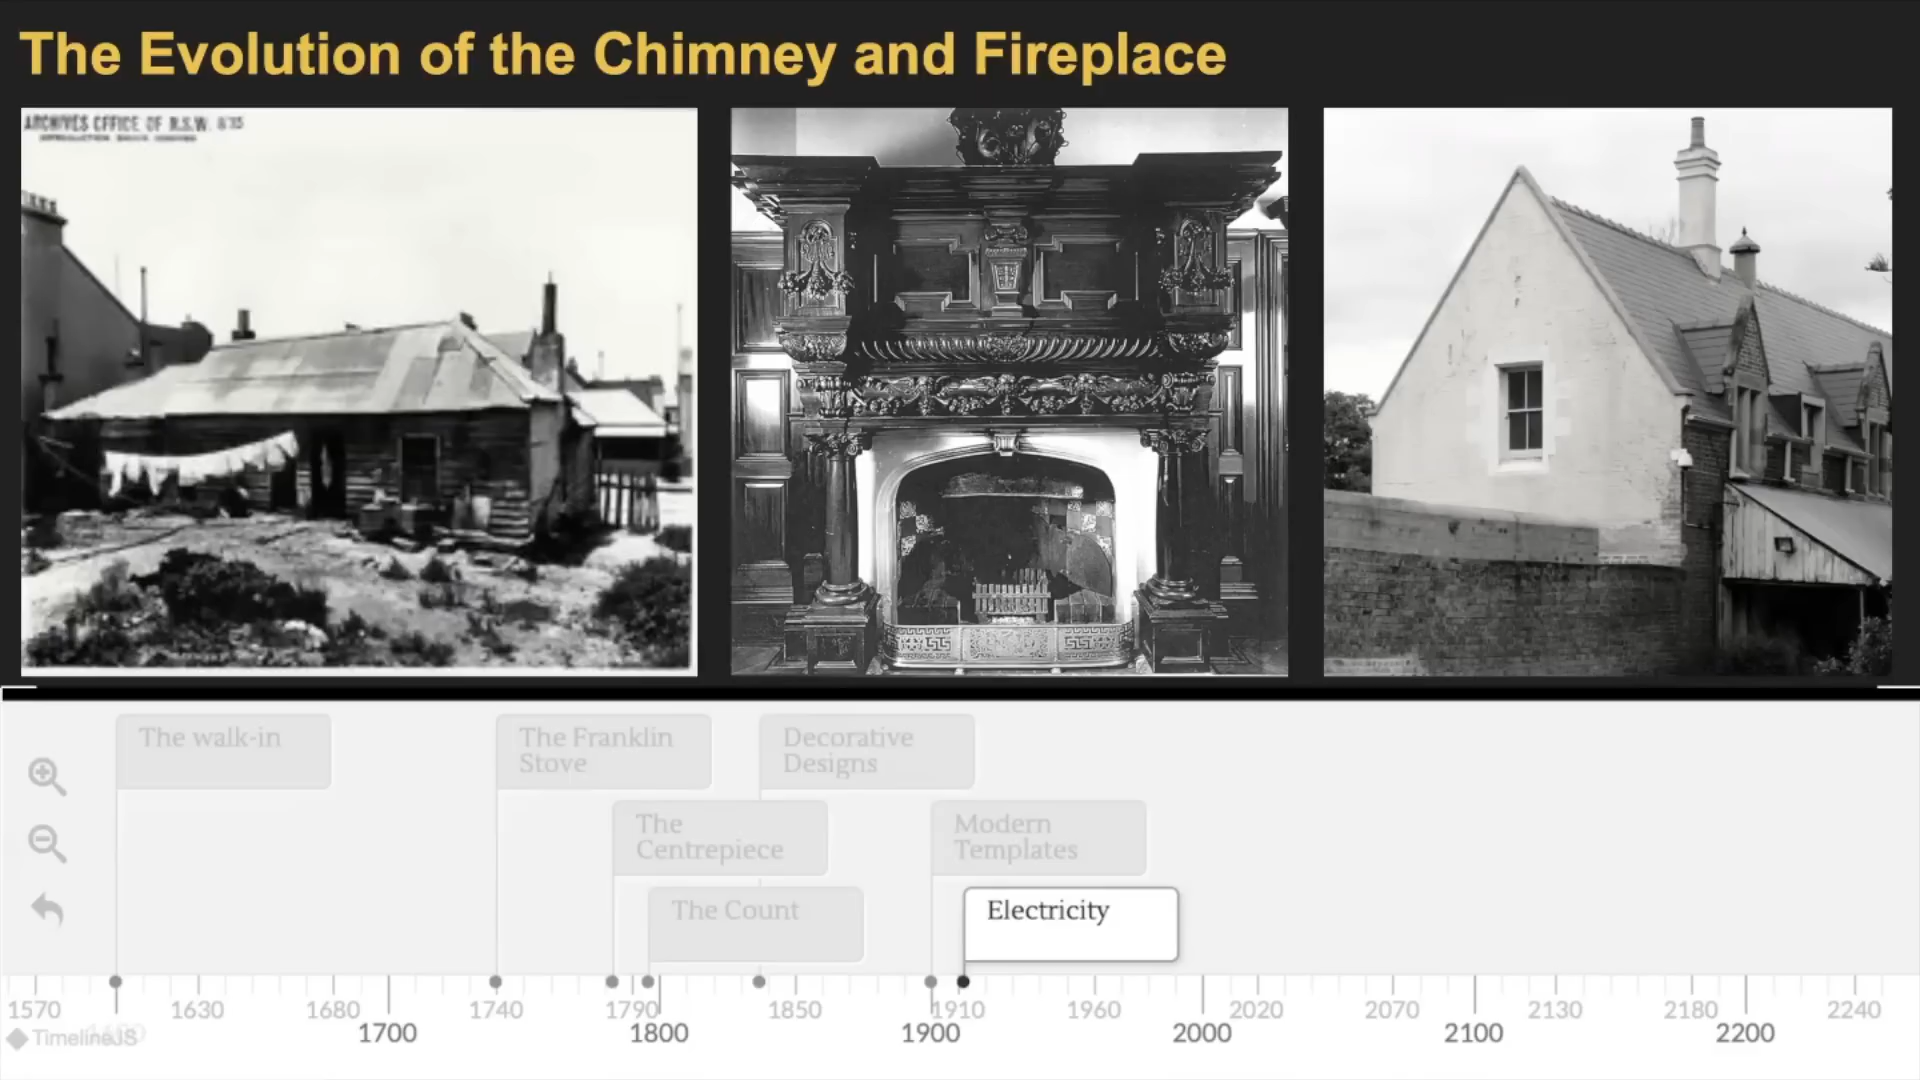 The Evolution of the Chimney and Fireplace
ARCHIVES OFFICE OF N.S.W.
The walk-in
The Franklin
Stove
Decorative
Designs
The
Centrepiece
Modern
Templates
The Count
Electricity
1570 1630 1680 1740 1790 1850 1910 1960 2020 2070 2130 2180 2240
1600 1700 1800 1900 2000 2100 2200
TimelineJS